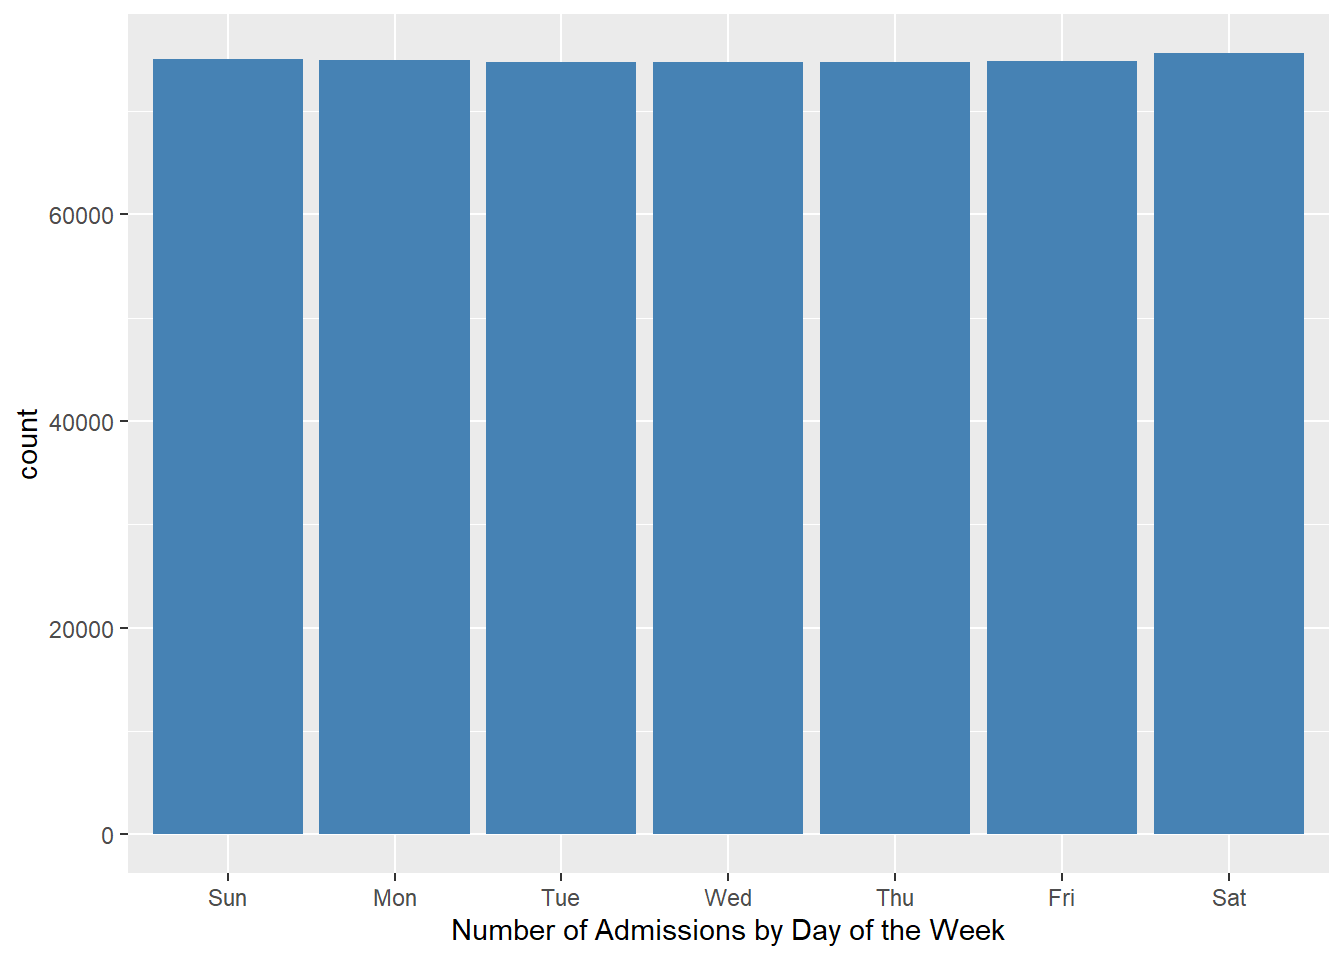 count
60000
40000
20000
0
Sun Mon Tue Wed Thu Fri Sat
Number of Admissions by Day of the Week